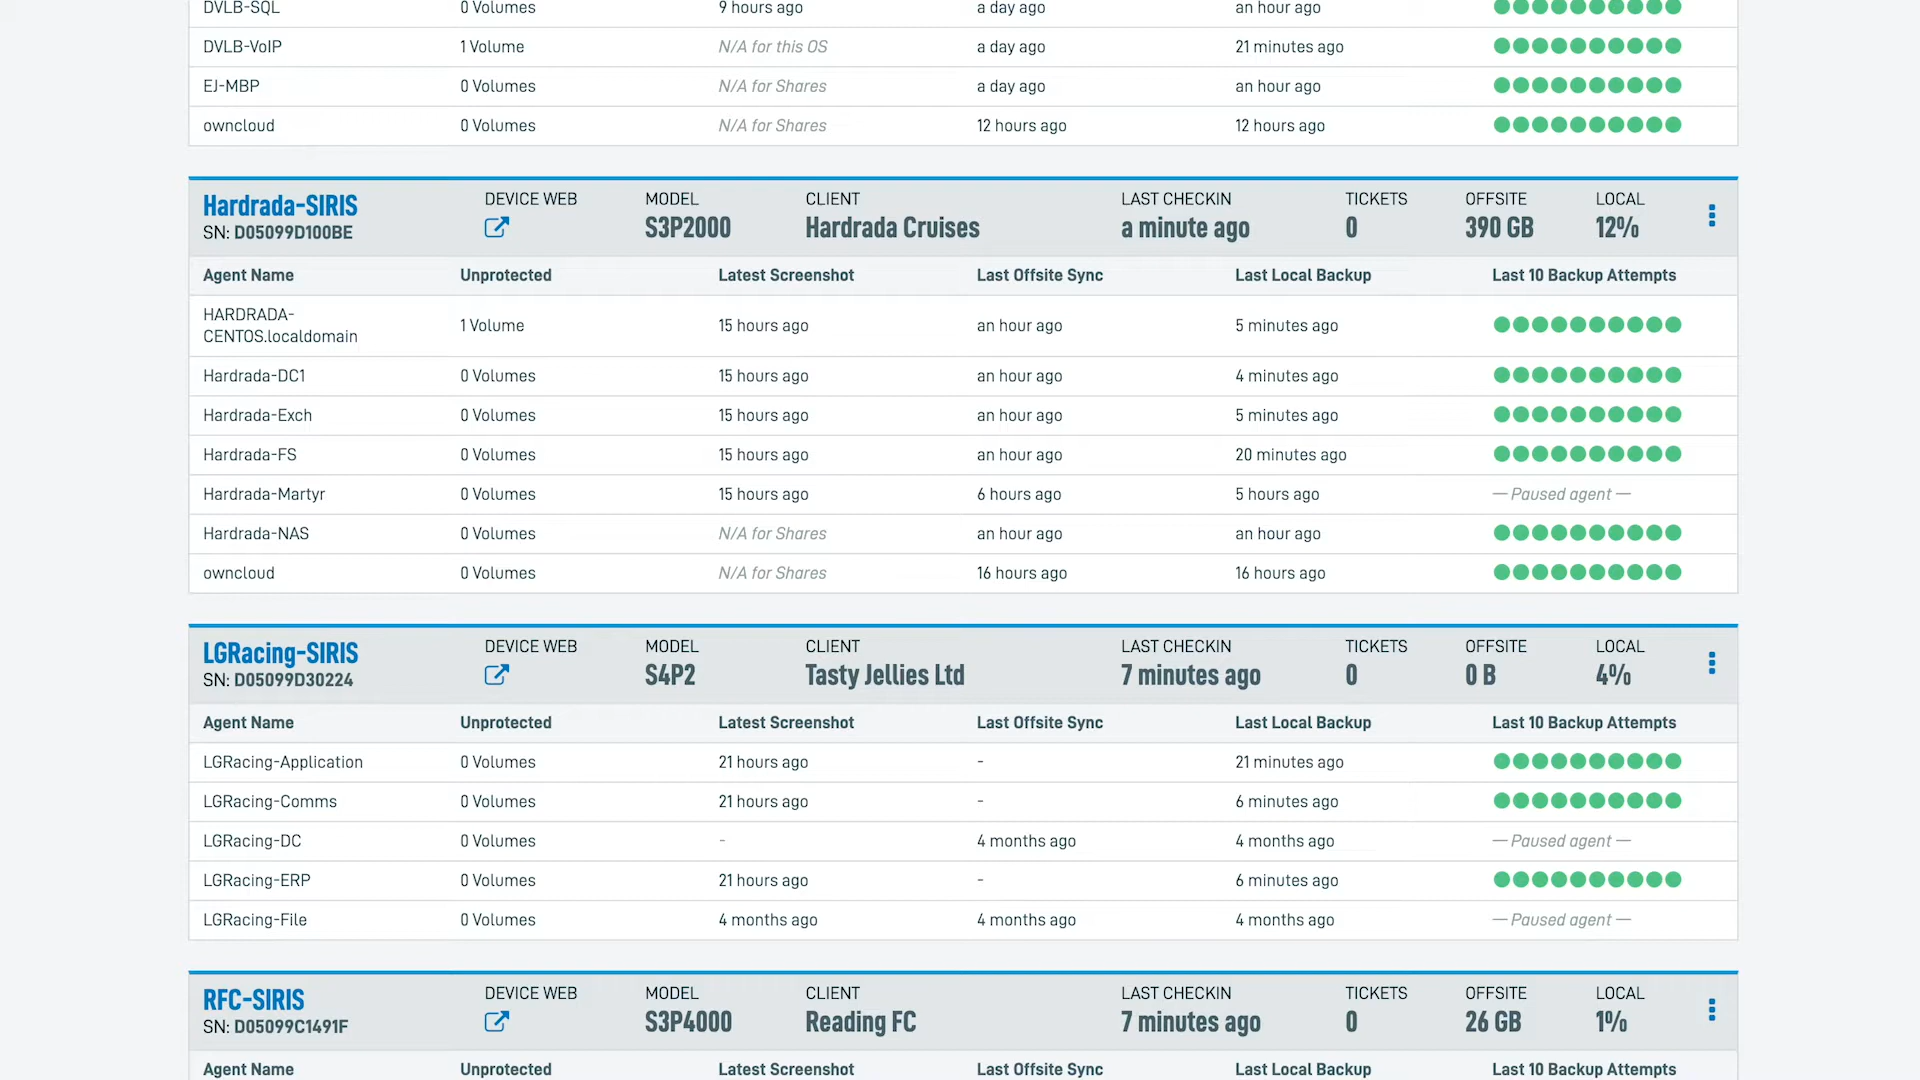 DVLB-SQL 0 Volumes 9 hours ago a day ago an hour ago
DVLB-VoIP 1 Volume N/A for this OS a day ago 21 minutes ago
EJ-MBP 0 Volumes N/A for Shares a day ago an hour ago
owncloud 0 Volumes N/A for Shares 12 hours ago 12 hours ago
Hardrada-SIRIS DEVICE WEB MODEL CLIENT LAST CHECKIN TICKETS OFFSITE LOCAL
SN: D05099D100BE S3P2000 Hardrada Cruises a minute ago 0 390 GB 12%
Agent Name Unprotected Latest Screenshot Last Offsite Sync Last Local Backup Last 10 Backup Attempts
HARDRADA-
CENTOS.localdomain 1 Volume 15 hours ago an hour ago 5 minutes ago
Hardrada-DC1 0 Volumes 15 hours ago an hour ago 4 minutes ago
Hardrada-Exch 0 Volumes 15 hours ago an hour ago 5 minutes ago
Hardrada-FS 0 Volumes 15 hours ago an hour ago 20 minutes ago
Hardrada-Martyr 0 Volumes 15 hours ago 6 hours ago 5 hours ago — Paused agent —
Hardrada-NAS 0 Volumes N/A for Shares an hour ago an hour ago
owncloud 0 Volumes N/A for Shares 16 hours ago 16 hours ago
LGRacing-SIRIS DEVICE WEB MODEL CLIENT LAST CHECKIN TICKETS OFFSITE LOCAL
SN: D05099D30224 S4P2 Tasty Jellies Ltd 7 minutes ago 0 0 B 4%
Agent Name Unprotected Latest Screenshot Last Offsite Sync Last Local Backup Last 10 Backup Attempts
LGRacing-Application 0 Volumes 21 hours ago - 21 minutes ago
LGRacing-Comms 0 Volumes 21 hours ago - 6 minutes ago
LGRacing-DC 0 Volumes - 4 months ago 4 months ago — Paused agent —
LGRacing-ERP 0 Volumes 21 hours ago - 6 minutes ago
LGRacing-File 0 Volumes 4 months ago 4 months ago 4 months ago — Paused agent —
RFC-SIRIS DEVICE WEB MODEL CLIENT LAST CHECKIN TICKETS OFFSITE LOCAL
SN: D05099C1491F S3P4000 Reading FC 7 minutes ago 0 26 GB 1%
Agent Name Unprotected Latest Screenshot Last Offsite Sync Last Local Backup Last 10 Backup Attempts